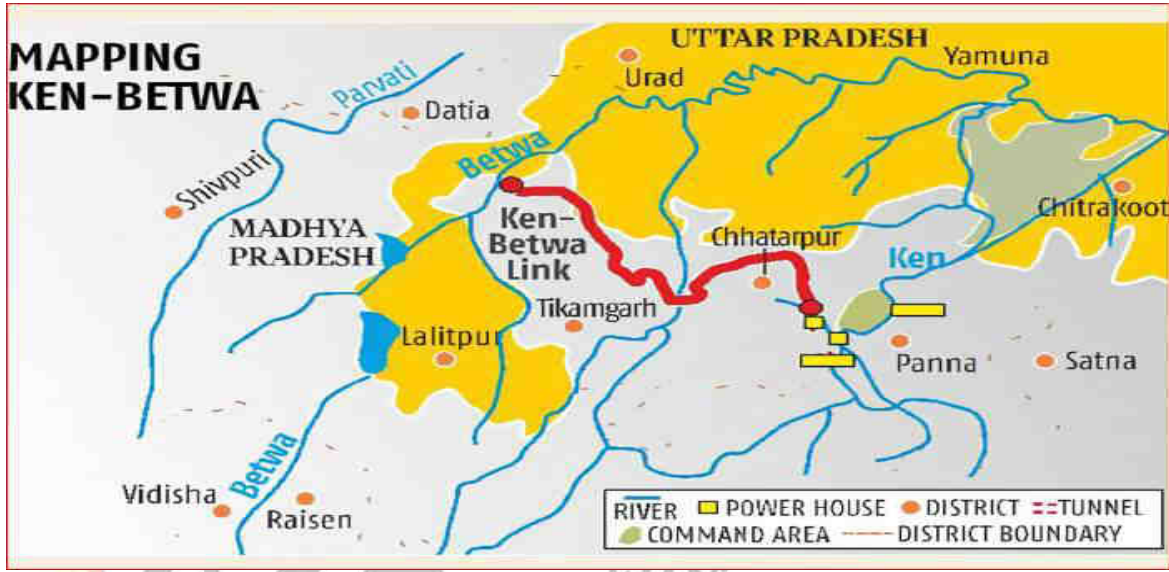 MAPPING
KEN-BETWA
UTTAR PRADESH
Yamuna
Urad
Parvati
Datia
Betwa
Shivpuri
Chitrakoot
MADHYA
PRADESH
Ken-
Betwa
Link
Chhatarpur
Ken
Tikamgarh
Lalitpur
Panna
Satna
Betwa
Vidisha
Raisen
RIVER POWER HOUSE DISTRICT TUNNEL
COMMAND AREA DISTRICT BOUNDARY